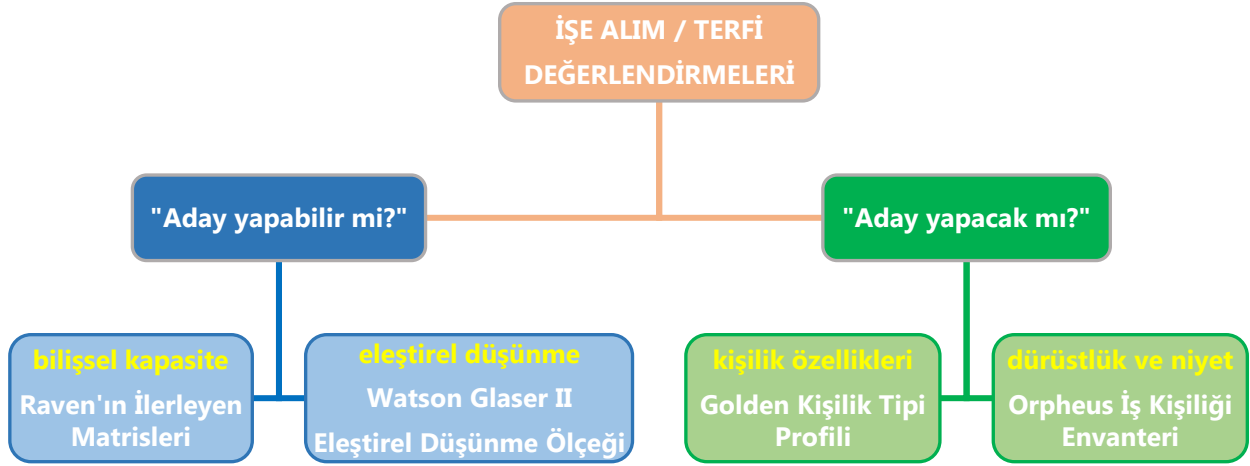 İŞE ALIM / TERFİ
DEĞERLENDİRMELERİ
"Aday yapabilir mi?"
"Aday yapacak mı?"
bilişsel kapasite
Raven'ın İlerleyen
Matrisleri
eleştirel düşünme
Watson Glaser II
Eleştirel Düşünme Ölçeği
kişilik özellikleri
Golden Kişilik Tipi
Profili
dürüstlük ve niyet
Orpheus İş Kişiliği
Envanteri